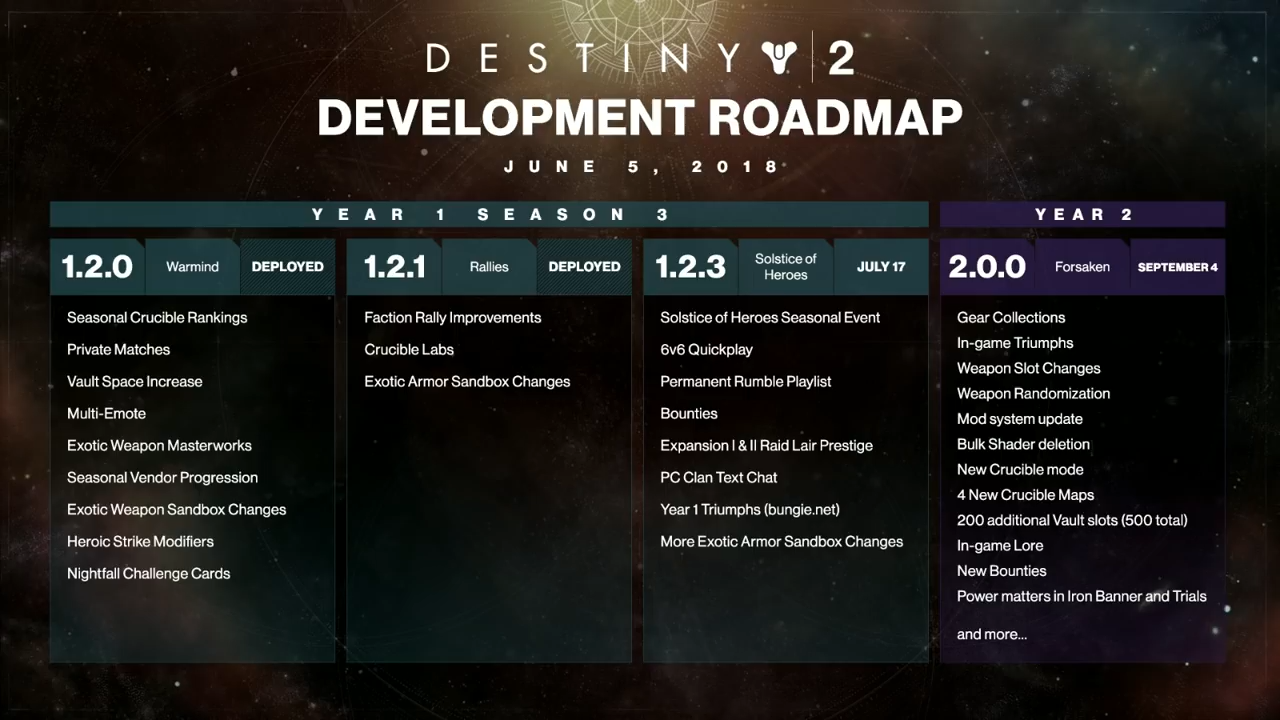 DESTINY 2
DEVELOPMENT ROADMAP
JUNE 5, 2018
YEAR 1 SEASON 3
1.2.0
Warmind
DEPLOYED
Seasonal Crucible Rankings
Private Matches
Vault Space Increase
Multi-Emote
Exotic Weapon Masterworks
Seasonal Vendor Progression
Exotic Weapon Sandbox Changes
Heroic Strike Modifiers
Nightfall Challenge Cards
1.2.1
Rallies
DEPLOYED
Faction Rally Improvements
Crucible Labs
Exotic Armor Sandbox Changes
1.2.3
Solstice of
Heroes
JULY 17
Solstice of Heroes Seasonal Event
6v6 Quickplay
Permanent Rumble Playlist
Bounties
Expansion I & II Raid Lair Prestige
PC Clan Text Chat
Year 1 Triumphs (bungie.net)
More Exotic Armor Sandbox Changes
YEAR 2
2.0.0
Forsaken
SEPTEMBER 4
Gear Collections
In-game Triumphs
Weapon Slot Changes
Weapon Randomization
Mod system update
Bulk Shader deletion
New Crucible mode
4 New Crucible Maps
200 additional Vault slots (500 total)
In-game Lore
New Bounties
Power matters in Iron Banner and Trials
and more...